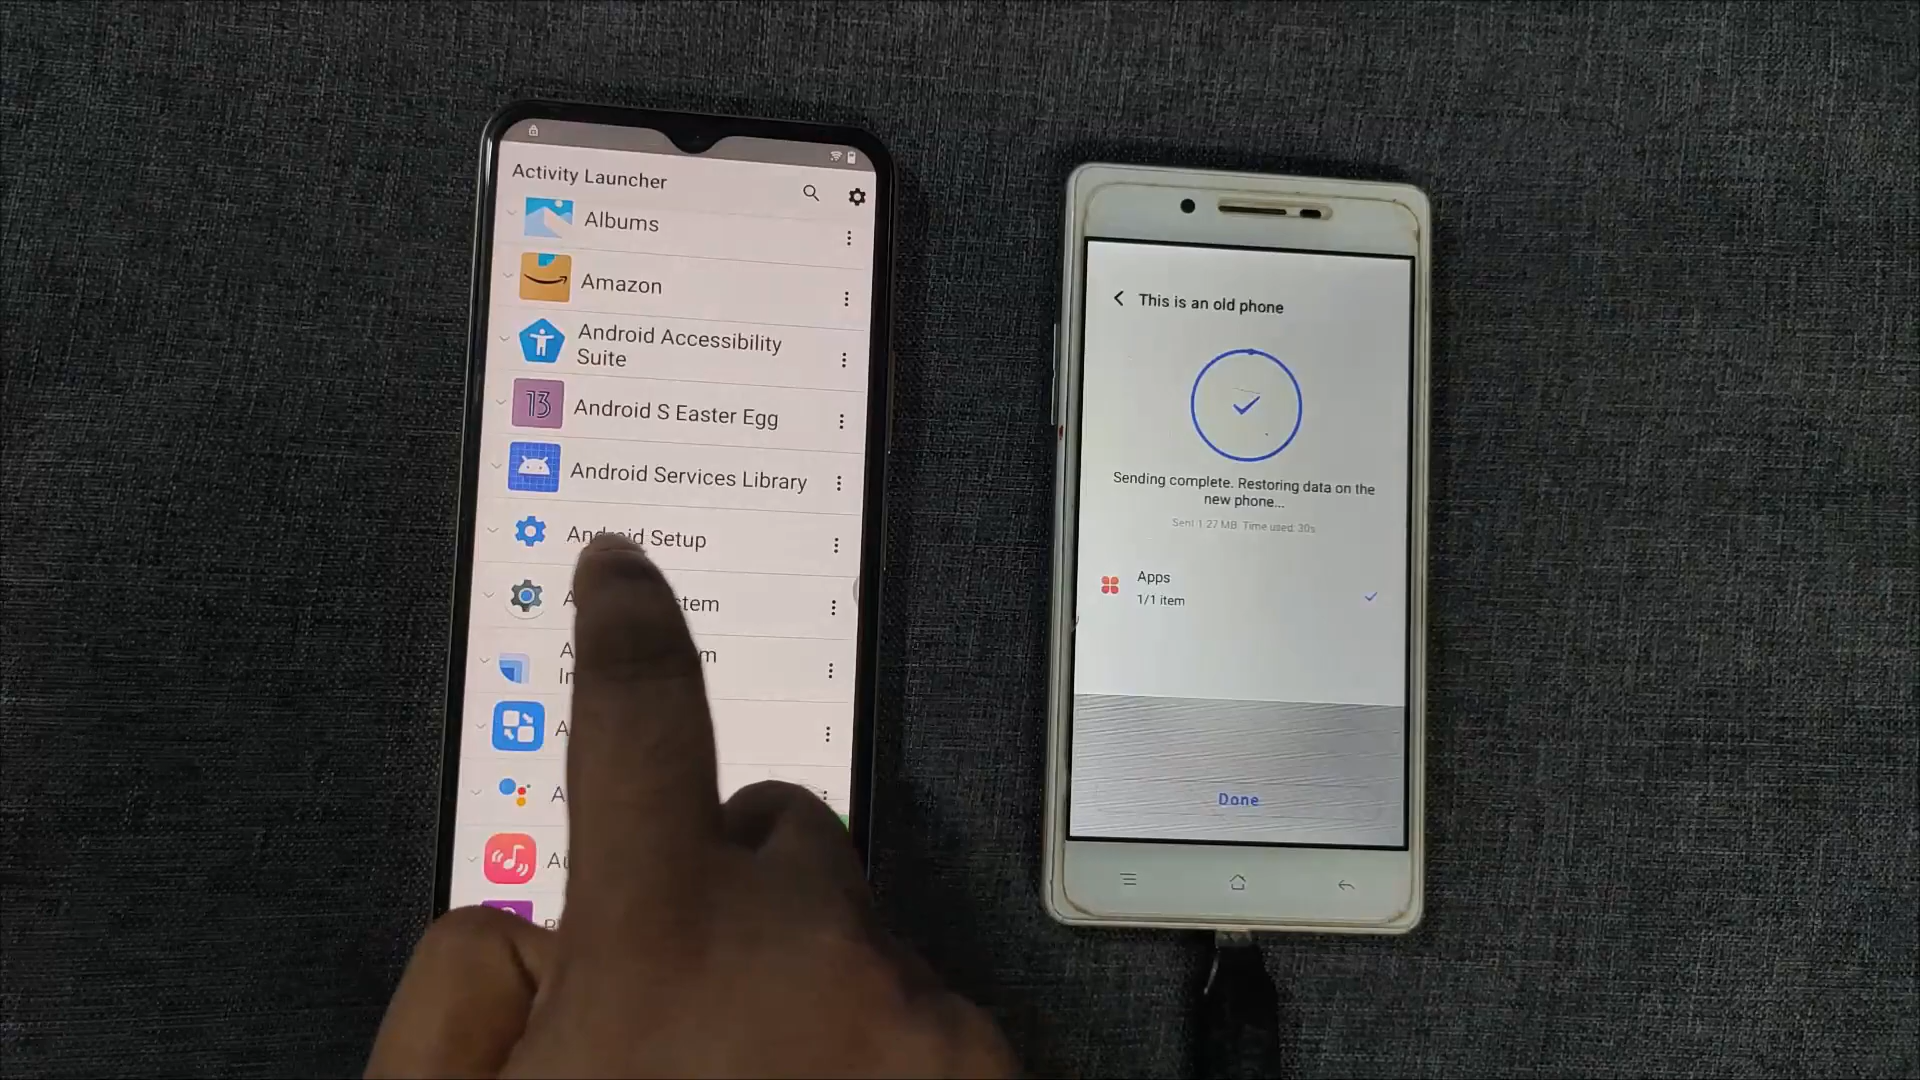 Activity Launcher
Albums
Amazon
Android Accessibility
Suite
13
Android S Easter Egg
Android Services Library
Android Setup
This is an old phone
Sending complete. Restoring data on the
new phone...
Sent 1.27 MB. Time used: 30s
Apps
1/1 item
Done